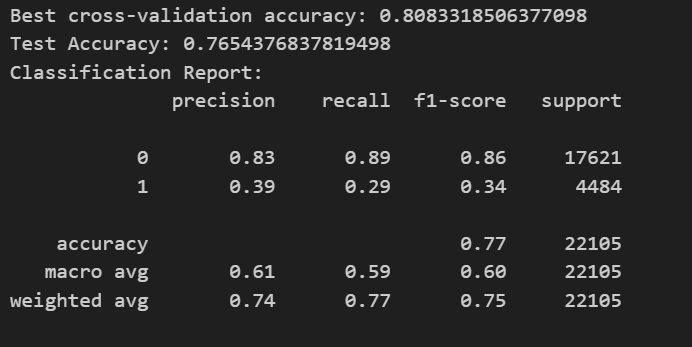 Best cross-validation accuracy: 0.8083318506377098
Test Accuracy: 0.7654376837819498
Classification Report:
precision recall f1-score support
0 0.83 0.89 0.86 17621
1 0.39 0.29 0.34 4484
accuracy 0.77 22105
macro avg 0.61 0.59 0.60 22105
weighted avg 0.74 0.77 0.75 22105